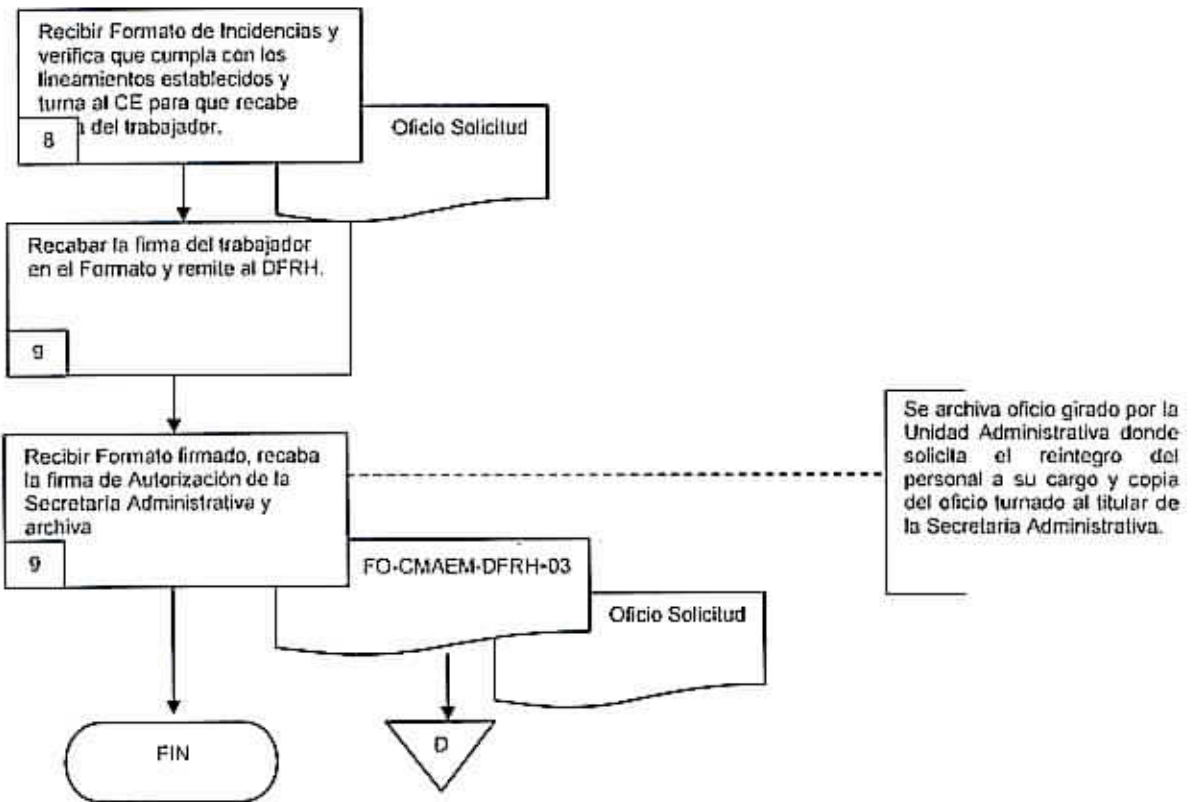 Recibir Formato de Incidencias y
verifica que cumpla con los
lineamientos establecidos y
turna al CE para que recabe
a del trabajador.
8
Oficio Solicitud
Recabar la firma del trabajador
en el Formato y remite al DFRH.
9
Recibir Formato firmado, recaba
la firma de Autorización de la
Secretaria Administrativa y
archiva
9
Se archiva oficio girado por la
Unidad Administrativa donde
solicita el reintegro del
personal a su cargo y copia
del oficio turnado al titular de
la Secretaria Administrativa.
FO-CMAEM-DFRH-03
Oficio Solicitud
FIN
D